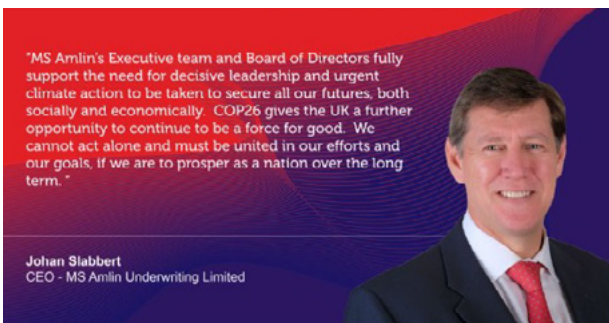 "MS Amlin's Executive team and Board of Directors fully
support the need for decisive leadership and urgent
climate action to be taken to secure all our futures, both
socially and economically. COP26 gives the UK a further
opportunity to continue to be a force for good. We
cannot act alone and must be united in our efforts and
our goals, if we are to prosper as a nation over the long
term. "
Johan Slabbert
CEO - MS Amlin Underwriting Limited